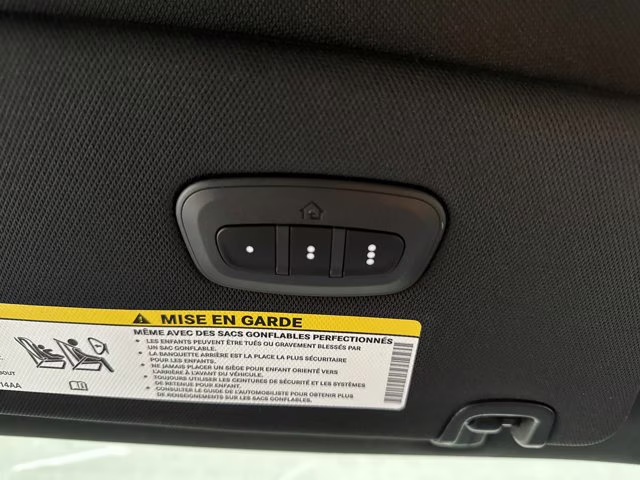 MISE EN GARDE
MÊME AVEC DES SACS GONFLABLES PERFECTIONNÉS
• LES ENFANTS PEUVENT ÊTRE TUÉS OU GRAVEMENT BLESSÉS PAR
UN SAC GONFLABLE.
• LA BANQUETTE ARRIÈRE EST LA PLACE LA PLUS SÉCURITAIRE
POUR LES ENFANTS.
• NE JAMAIS PLACER UN SIÈGE POUR ENFANT ORIENTÉ VERS
L'ARRIÈRE À L'AVANT DU VÉHICULE.
• TOUJOURS UTILISER LES CEINTURES DE SÉCURITÉ ET LES SYSTÈMES
DE RETENUE POUR ENFANT.
• CONSULTER LE GUIDE DE L'AUTOMOBILISTE POUR OBTENIR PLUS
DE RENSEIGNEMENTS SUR LES SACS GONFLABLES.
14AA